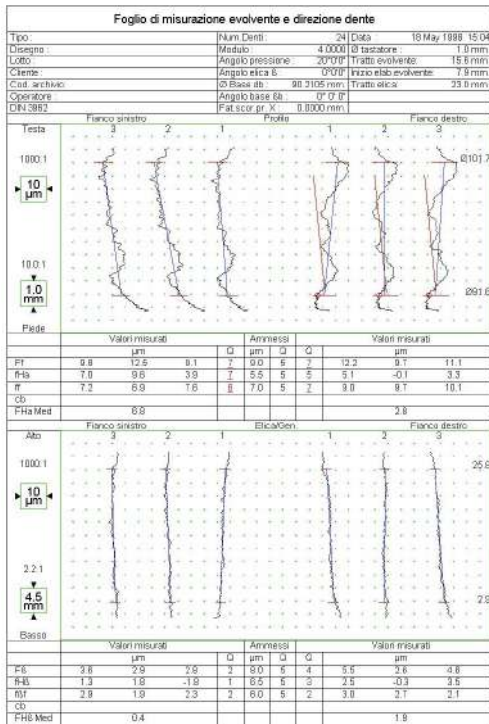 Foglio di misurazione evolvente e direzione dente
Tipo : Num.Denti : 24 Data : 18 May 1998 15:04
Disegno : Modulo : 4.0000 Ø tastatore : 1.0mm
Lotto : Angolo pressione : 20°0'0" Tratto evolvente: 15.6mm
Cliente : Angolo elica ß : 0°0'0" Inizio elab.evolvente: 7.9mm
Cod. archivio: Ø Base db : 90.2105 mm Tratto elica: 23.0mm
Operatore : Angolo base ßb : 0° 0' 0"
DIN 3962 Fat.scor.pr. X : 0.0000 mm
Fianco sinistro Profilo Fianco destro
Testa 3 2 1 1 2 3
1000:1 Ø101.7
10 µm
10.0:1
1.0 mm Ø91.6
Piede
Valori misurati Ammessi Valori misurati
µm Q µm Q Q µm
Ff 9.8 12.5 9.1 7 9.0 5 7 12.2 9.7 11.1
fHa 7.0 9.6 3.9 7 5.5 5 5 5.1 -0.1 3.3
ff 7.2 6.9 7.6 6 7.0 5 7 9.0 9.7 10.1
cb
FHa Med 6.8 2.8
Fianco sinistro Elica/Gen. Fianco destro
Alto 3 2 1 1 2 3
1000:1 25.9
10 µm
2.2:1
4.5 mm 2.9
Basso
Valori misurati Ammessi Valori misurati
µm Q µm Q Q µm
Fß 3.6 2.9 2.8 2 8.0 5 4 5.5 2.6 4.6
fHß 1.3 1.8 -1.9 1 6.5 5 3 2.5 -0.3 3.5
fßf 2.9 1.9 2.3 2 6.0 5 2 3.0 2.7 2.1
cb
FHß Med 0.4 1.9